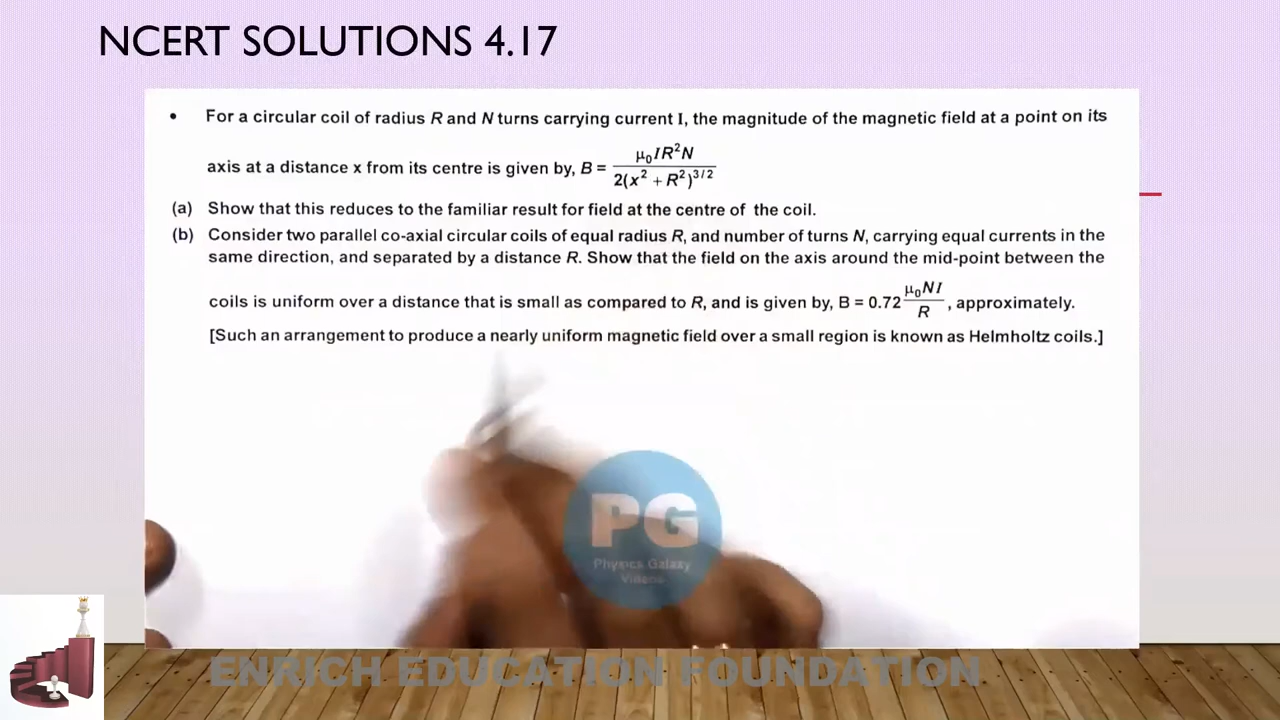 NCERT SOLUTIONS 4.17
• For a circular coil of radius R and N turns carrying current I, the magnitude of the magnetic field at a point on its
axis at a distance x from its centre is given by, B = μ₀IR²N / 2(x² + R²)^3/2
(a) Show that this reduces to the familiar result for field at the centre of the coil.
(b) Consider two parallel co-axial circular coils of equal radius R, and number of turns N, carrying equal currents in the
same direction, and separated by a distance R. Show that the field on the axis around the mid-point between the
coils is uniform over a distance that is small as compared to R, and is given by, B = 0.72 μ₀NI / R, approximately.
[Such an arrangement to produce a nearly uniform magnetic field over a small region is known as Helmholtz coils.]
PG
Physics Galaxy
Videos
ENRICH EDUCATION FOUNDATION